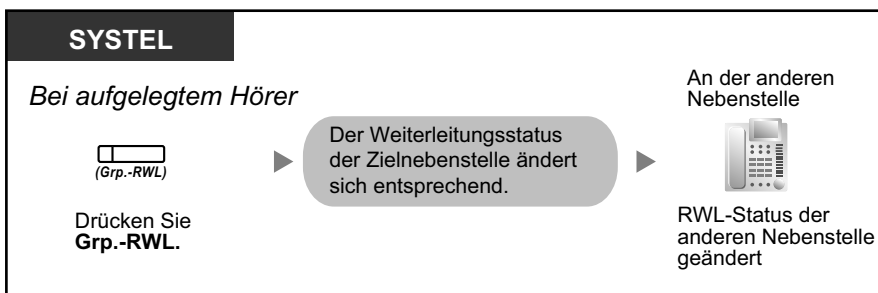 SYSTEL
Bei aufgelegtem Hörer
(Grp.-RWL)
Drücken Sie
Grp.-RWL.
Der Weiterleitungsstatus
der Zielnebenstelle ändert
sich entsprechend.
An der anderen
Nebenstelle
RWL-Status der
anderen Nebenstelle
geändert